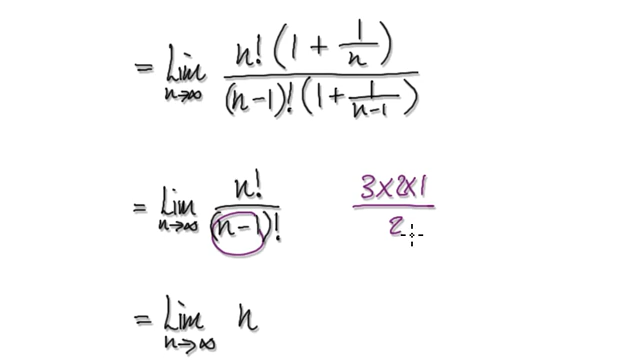 = Lim n→∞ n! (1 + 1/n) / (n-1)! (1 + 1/(n-1))
= Lim n→∞ n! / (n-1)!
3×2×1 / 2
= Lim n→∞ n